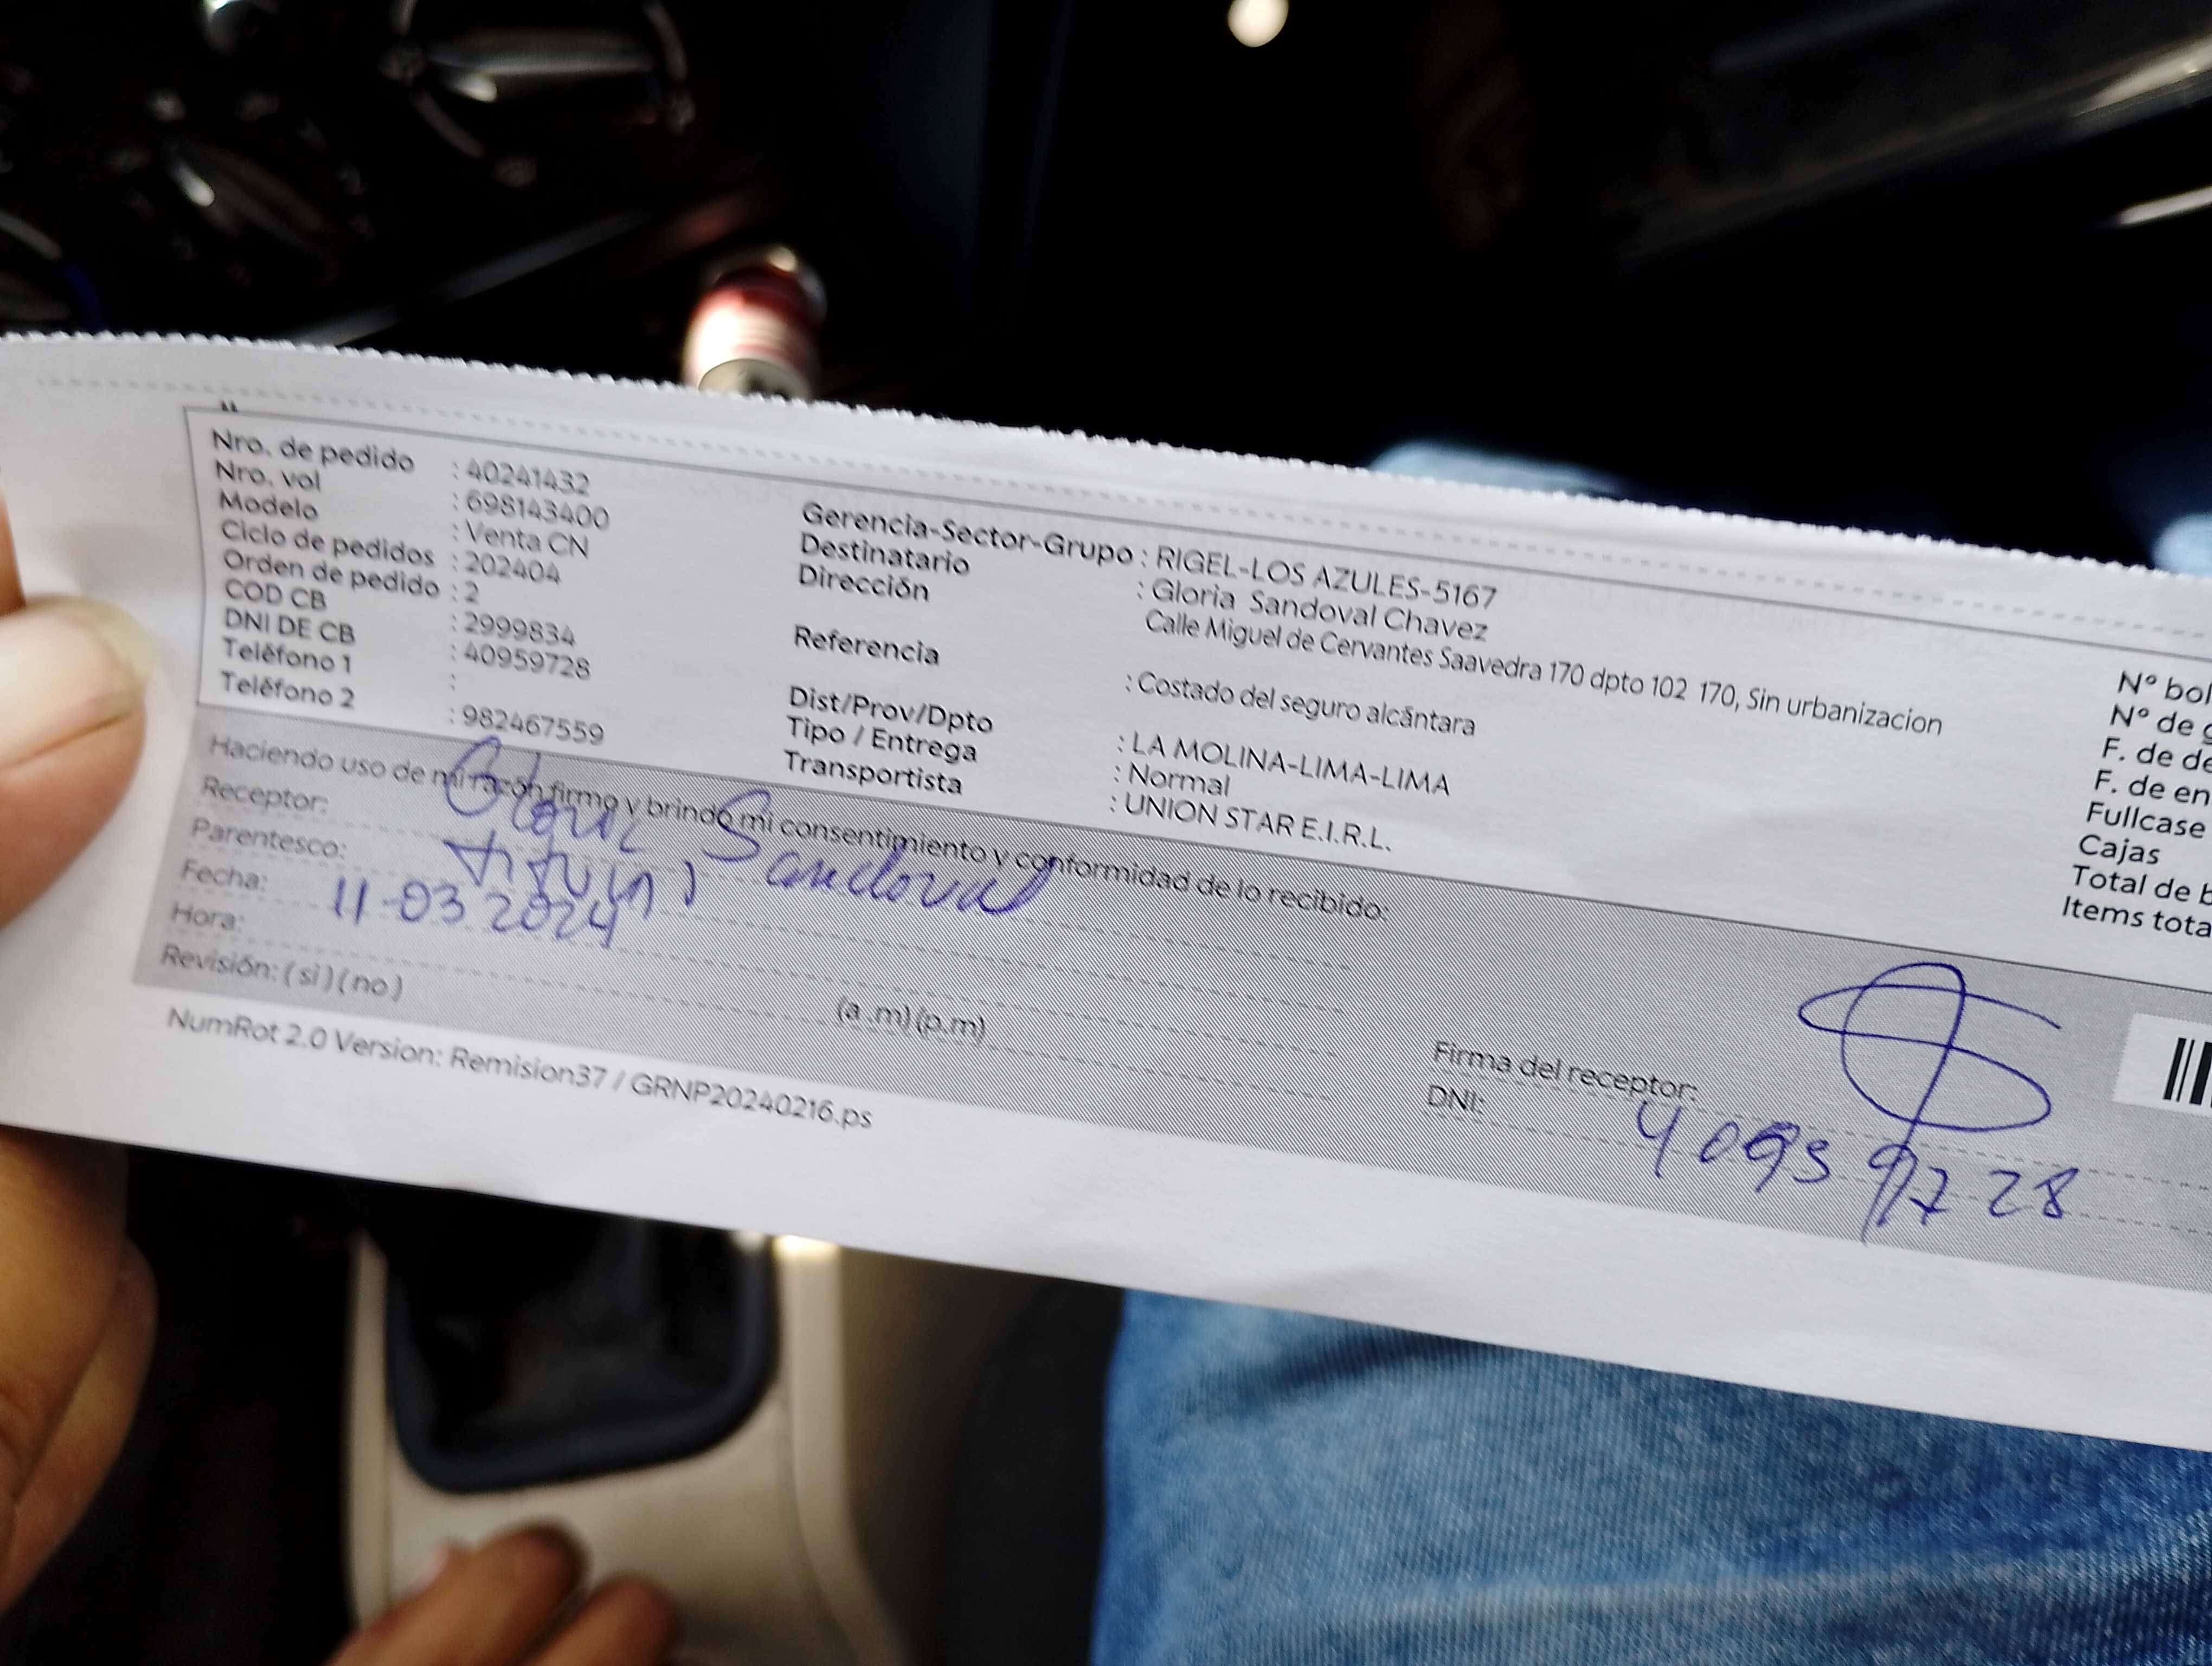 Nro. de pedido : 40241432
Nro. vol : 698143400
Modelo : Venta CN
Ciclo de pedidos : 202404
Orden de pedido : 2
COD CB : 2999834
DNI DE CB : 40959728
Teléfono 1 :
Teléfono 2 : 982467559
Gerencia-Sector-Grupo : RIGEL-LOS AZULES-5167
Destinatario : Gloria Sandoval Chavez
Dirección Calle Miguel de Cervantes Saavedra 170 dpto 102 170, Sin urbanizacion
Referencia : Costado del seguro alcántara
Dist/Prov/Dpto : LA MOLINA-LIMA-LIMA
Tipo / Entrega : Normal
Transportista : UNION STAR E.I.R.L.
N° bol
N° de g
F. de de
F. de en
Fullcase
Cajas
Total de b
Items tota
Haciendo uso de mi razón firmo y brindo mi consentimiento y conformidad de lo recibido:
Receptor: Gloria Sandoval
Parentesco:
Fecha: 11-03 2024
Hora: (a.m) (p.m)
Revisión: ( si ) ( no )
Firma del receptor:
DNI: 40959728
NumRot 2.0 Version: Remision37 / GRNP20240216.ps